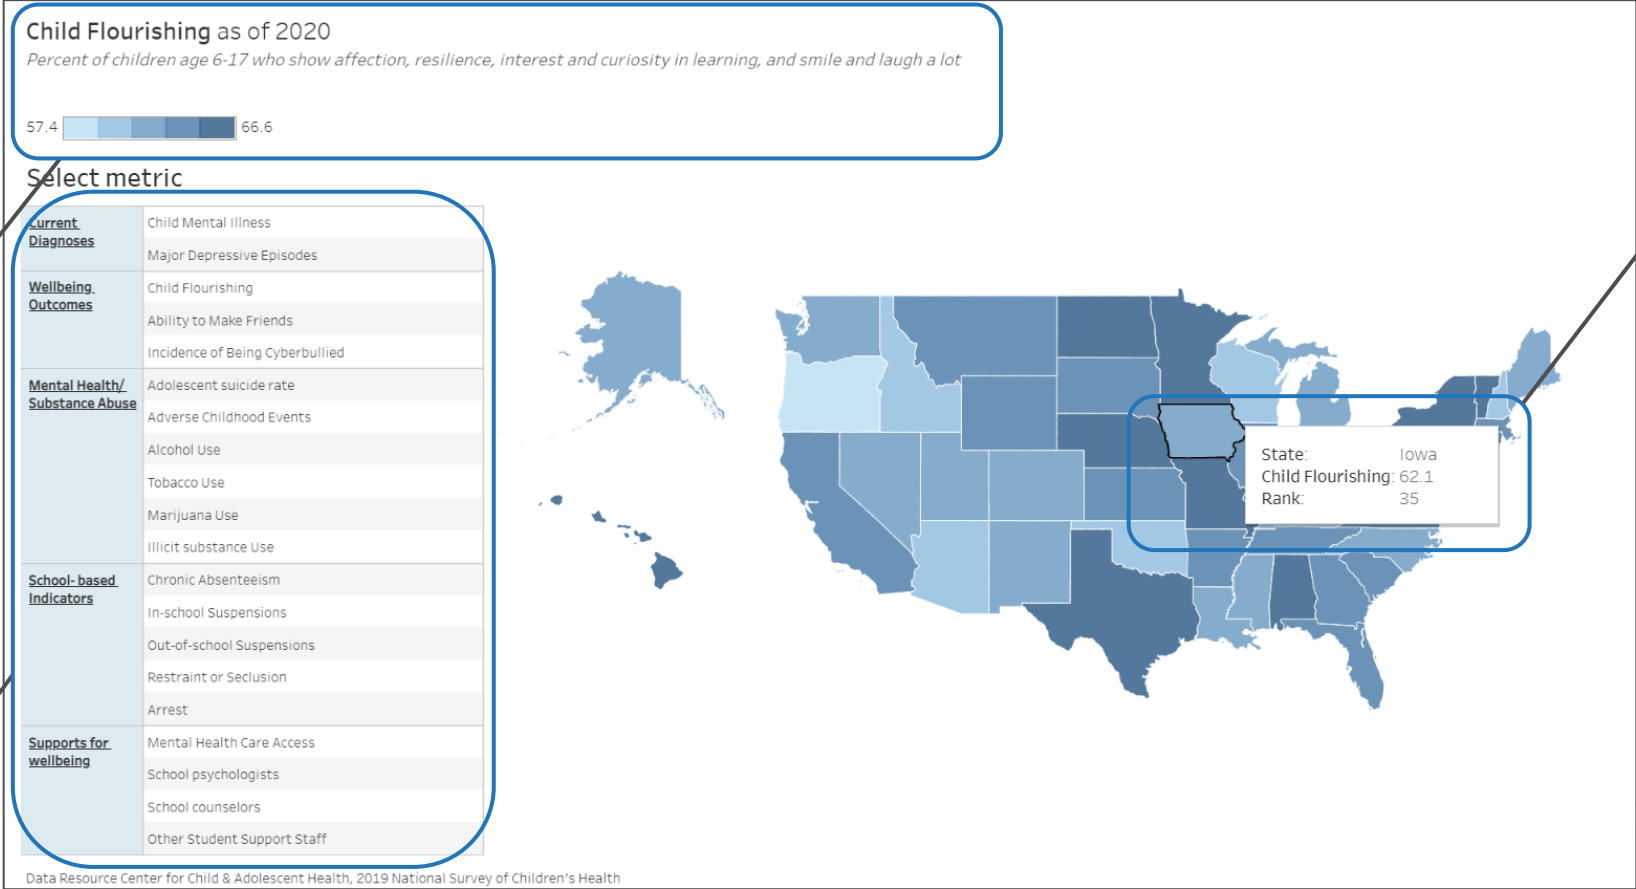 Child Flourishing as of 2020
Percent of children age 6-17 who show affection, resilience, interest and curiosity in learning, and smile and laugh a lot
57.4 66.6
Select metric
Current
Diagnoses
Child Mental Illness
Major Depressive Episodes
Wellbeing
Outcomes
Child Flourishing
Ability to Make Friends
Incidence of Being Cyberbullied
Mental Health/
Substance Abuse
Adolescent suicide rate
Adverse Childhood Events
Alcohol Use
Tobacco Use
Marijuana Use
Illicit substance Use
School- based
Indicators
Chronic Absenteeism
In-school Suspensions
Out-of-school Suspensions
Restraint or Seclusion
Arrest
Supports for
wellbeing
Mental Health Care Access
School psychologists
School counselors
Other Student Support Staff
State: Iowa
Child Flourishing: 62.1
Rank: 35
Data Resource Center for Child & Adolescent Health, 2019 National Survey of Children's Health